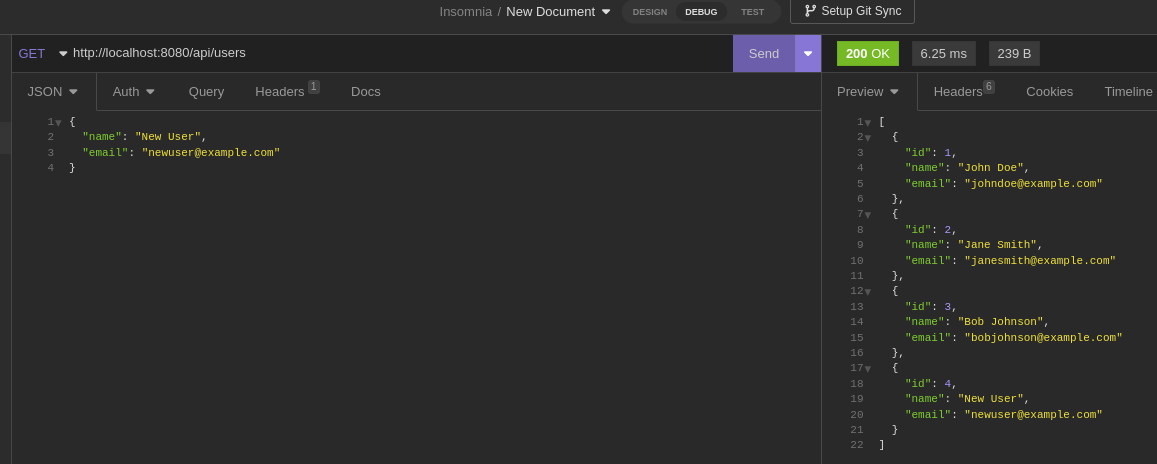 Insomnia / New Document DESIGN DEBUG TEST Setup Git Sync
GET http://localhost:8080/api/users Send 200 OK 6.25 ms 239 B
JSON Auth Query Headers 1 Docs
1 {
2 "name": "New User",
3 "email": "newuser@example.com"
4 }
Preview Headers 6 Cookies Timeline
1 [
2 {
3 "id": 1,
4 "name": "John Doe",
5 "email": "johndoe@example.com"
6 },
7 {
8 "id": 2,
9 "name": "Jane Smith",
10 "email": "janesmith@example.com"
11 },
12 {
13 "id": 3,
14 "name": "Bob Johnson",
15 "email": "bobjohnson@example.com"
16 },
17 {
18 "id": 4,
19 "name": "New User",
20 "email": "newuser@example.com"
21 }
22 ]